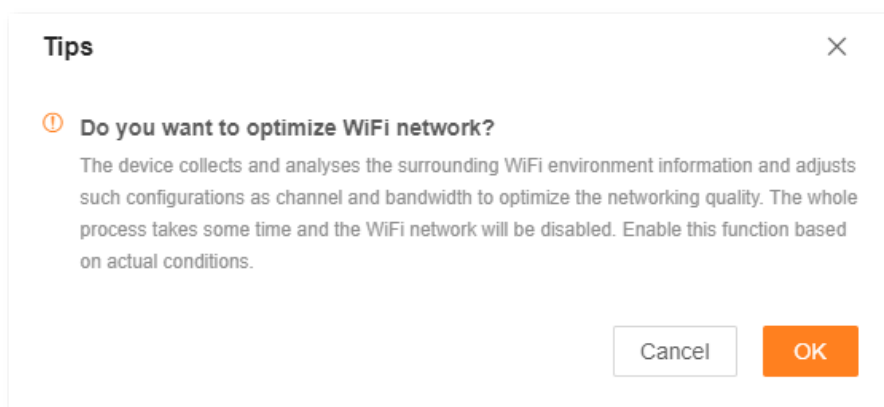 Tips
Do you want to optimize WiFi network?
The device collects and analyses the surrounding WiFi environment information and adjusts
such configurations as channel and bandwidth to optimize the networking quality. The whole
process takes some time and the WiFi network will be disabled. Enable this function based
on actual conditions.
Cancel OK